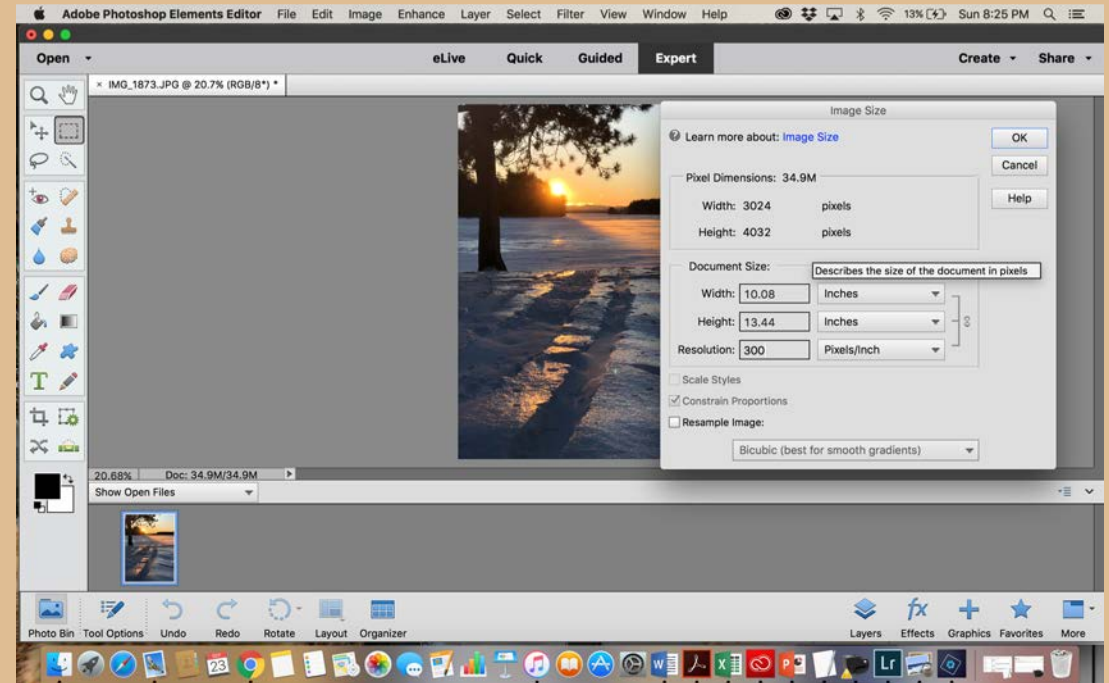 Adobe Photoshop Elements Editor File Edit Image Enhance Layer Select Filter View Window Help 13% Sun 8:25 PM
Open eLive Quick Guided Expert Create Share
× IMG_1873.JPG @ 20.7% (RGB/8*) *
Image Size
Learn more about: Image Size
OK
Cancel
Help
Pixel Dimensions: 34.9M
Width: 3024 pixels
Height: 4032 pixels
Document Size:
Describes the size of the document in pixels
Width: 10.08 Inches
Height: 13.44 Inches
Resolution: 300 Pixels/Inch
Scale Styles
Constrain Proportions
Resample Image:
Bicubic (best for smooth gradients)
T
20.68% Doc: 34.9M/34.9M
Show Open Files
Photo Bin Tool Options Undo Redo Rotate Layout Organizer
fx
Layers Effects Graphics Favorites More
23
Lr